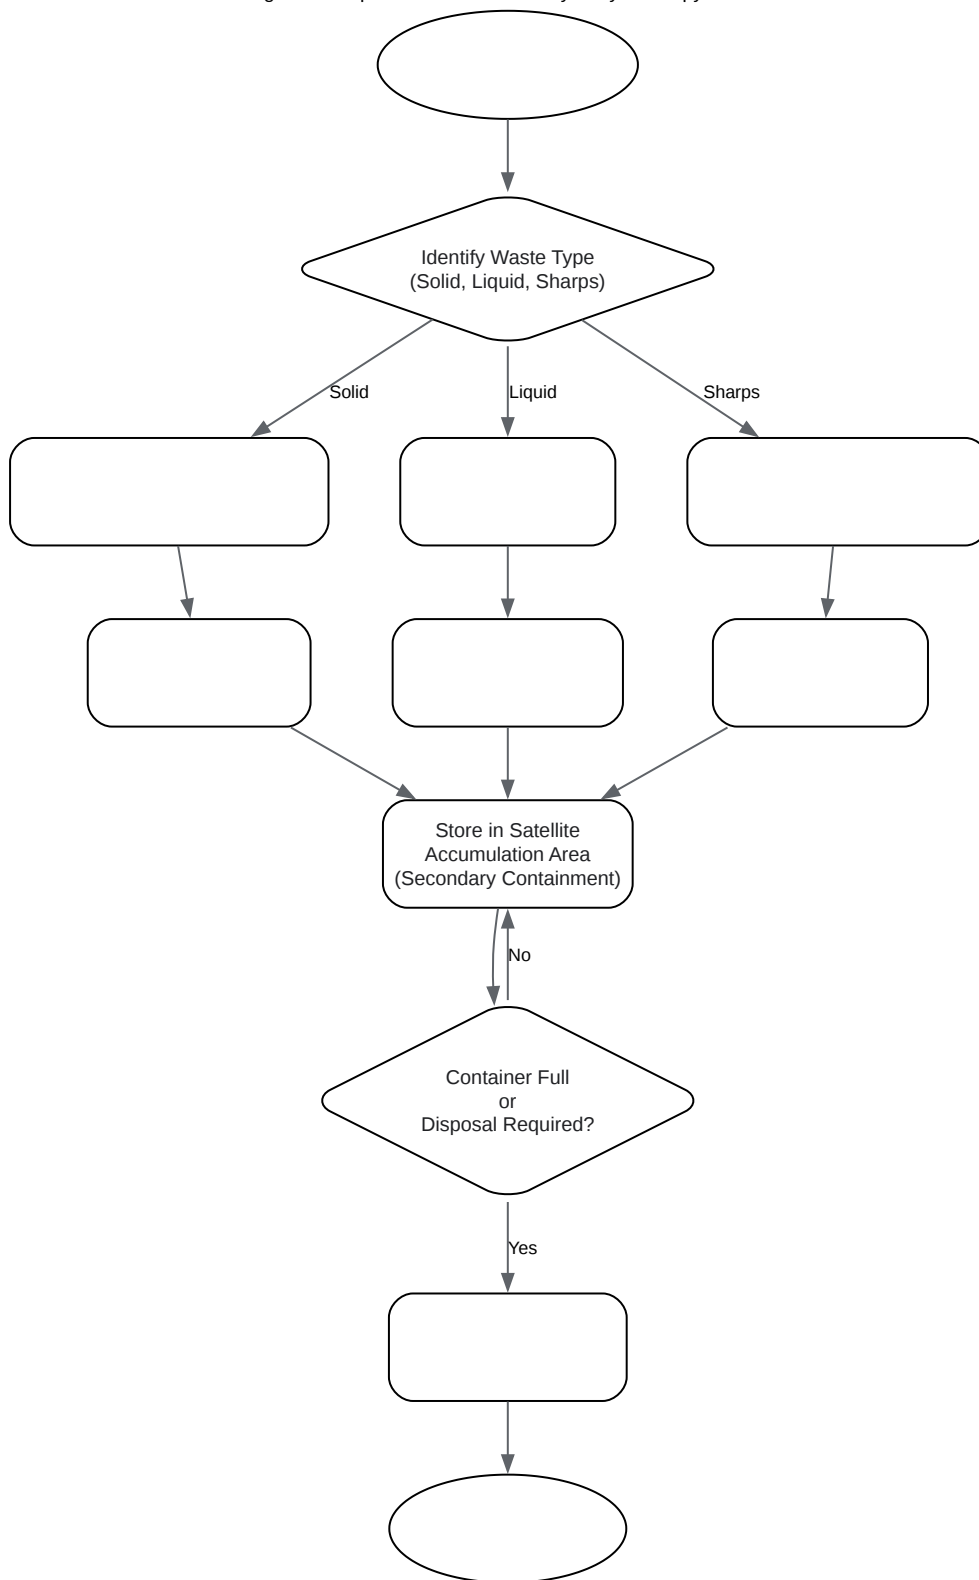 Identify Waste Type
(Solid, Liquid, Sharps)
Solid
Liquid
Sharps
Store in Satellite
Accumulation Area
(Secondary Containment)
No
Container Full
or
Disposal Required?
Yes